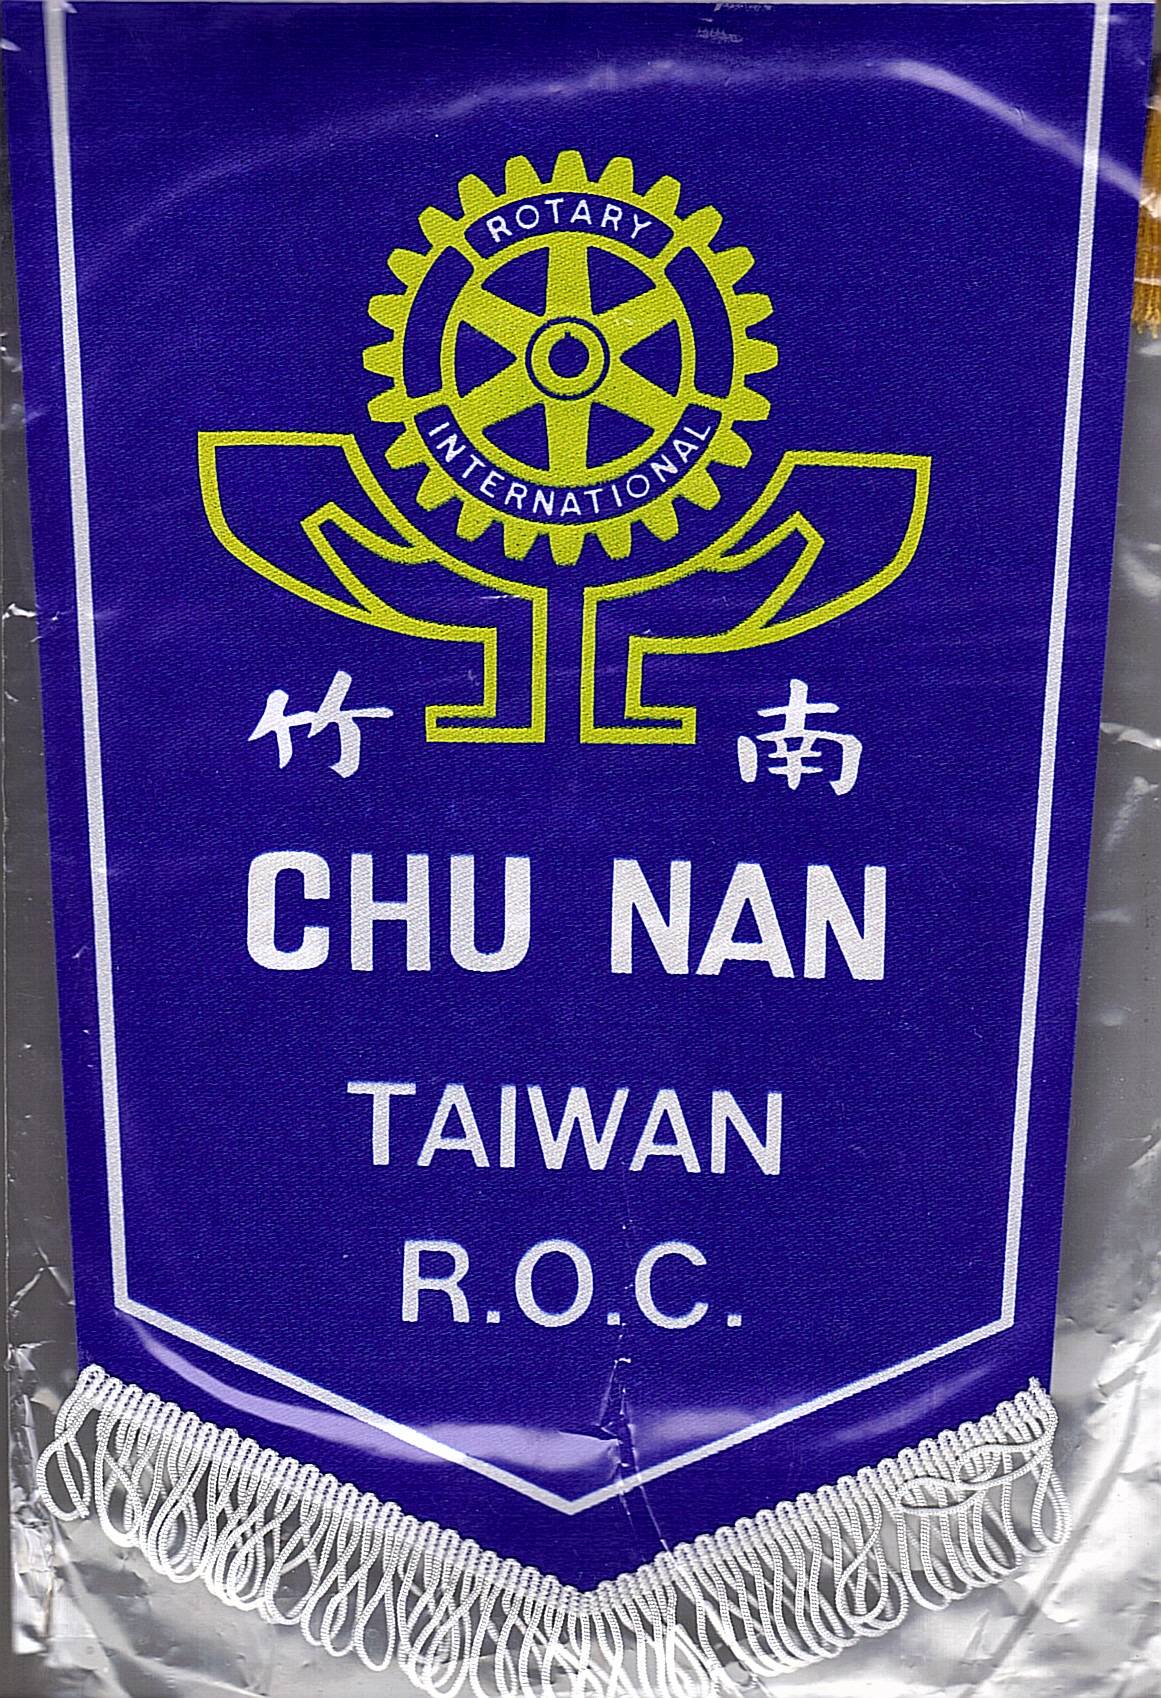 ROTARY
INTERNATIONAL
竹 南
CHU NAN
TAIWAN
R.O.C.